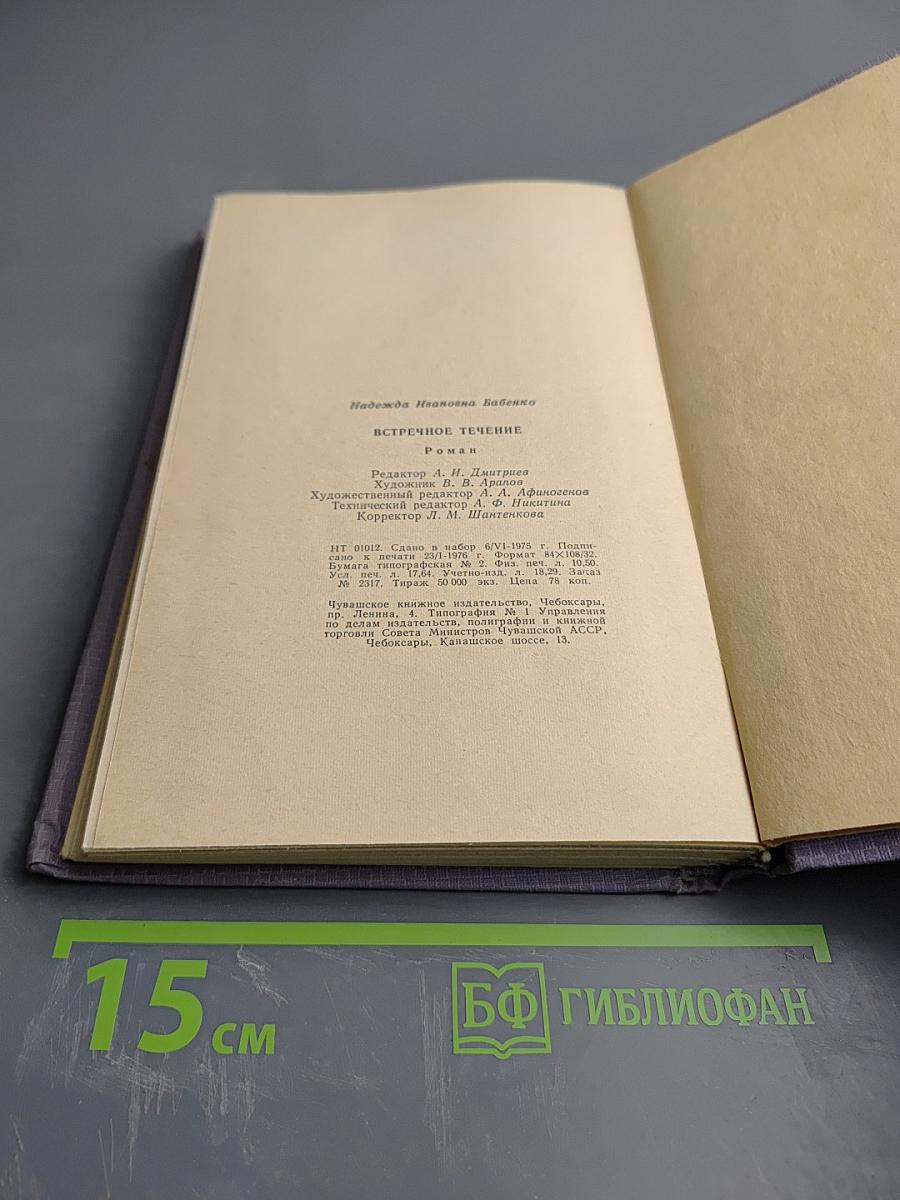 Надежда Ивановна Бабенко
ВСТРЕЧНОЕ ТЕЧЕНИЕ
Роман
Редактор А. И. Дмитриев
Художник В. В. Арапов
Художественный редактор А. А. Афиногенов
Технический редактор А. Ф. Никитина
Корректор Л. М. Шантенкова
НТ 01012. Сдано в набор 6/VI-1975 г. Подпи-
сано к печати 23/I-1976 г. Формат 84×108/32.
Бумага типографская № 2. Физ. печ. л. 10,50.
Усл. печ. л. 17,64. Учетно-изд. л. 18,29. Заказ
№ 2317. Тираж 50 000 экз. Цена 78 коп.
Чувашское книжное издательство, Чебоксары,
пр. Ленина, 4. Типография № 1 Управления
по делам издательств, полиграфии и книжной
торговли Совета Министров Чувашской АССР,
Чебоксары, Канашское шоссе, 13.
15 см
БФ ГИБЛИОФАН